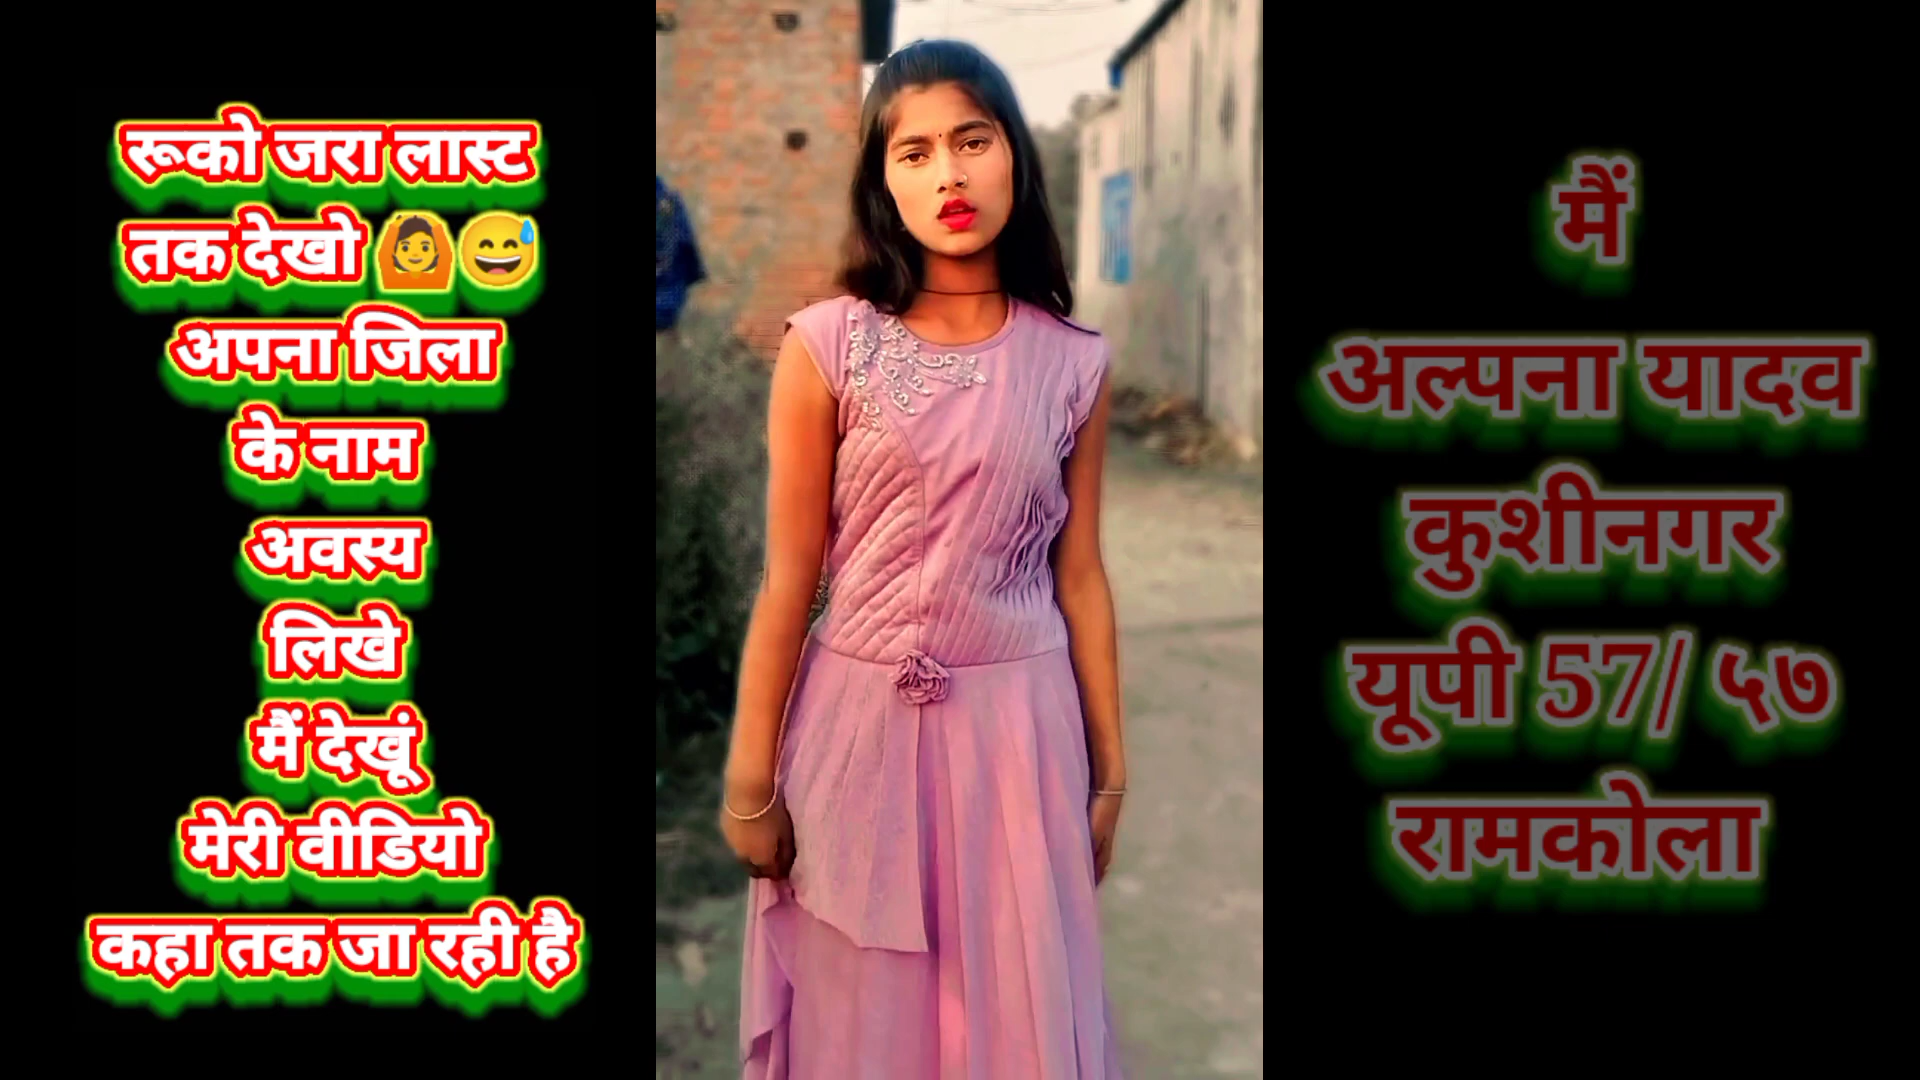 रूको जरा लास्ट
तक देखो 🙆😅
अपना जिला
के नाम
अवस्य
लिखे
मैं देखूं
मेरी वीडियो
कहा तक जा रही है
मैं
अल्पना यादव
कुशीनगर
यूपी 57/ ५७
रामकोला